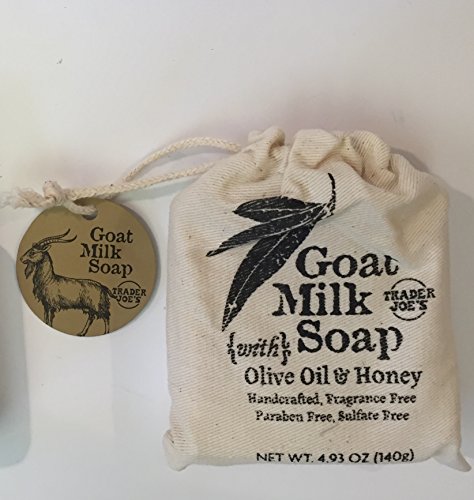 Goat
Milk
Soap
TRADER
JOE'S
Goat
Milk
TRADER
JOE'S
{with} Soap
Olive Oil & Honey
Handcrafted, Fragrance Free
Paraben Free, Sulfate Free
NET WT. 4.93 OZ (140g)